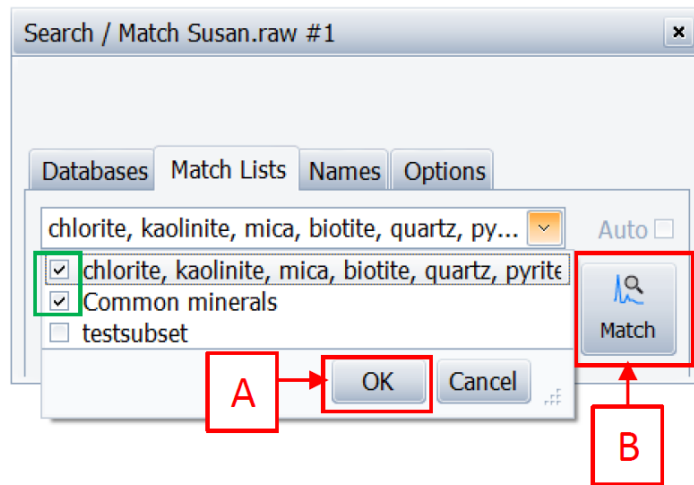 Search / Match Susan.raw #1
Databases Match Lists Names Options
chlorite, kaolinite, mica, biotite, quartz, py... Auto
chlorite, kaolinite, mica, biotite, quartz, pyrite
Common minerals
testsubset
Match
OK Cancel
A
B